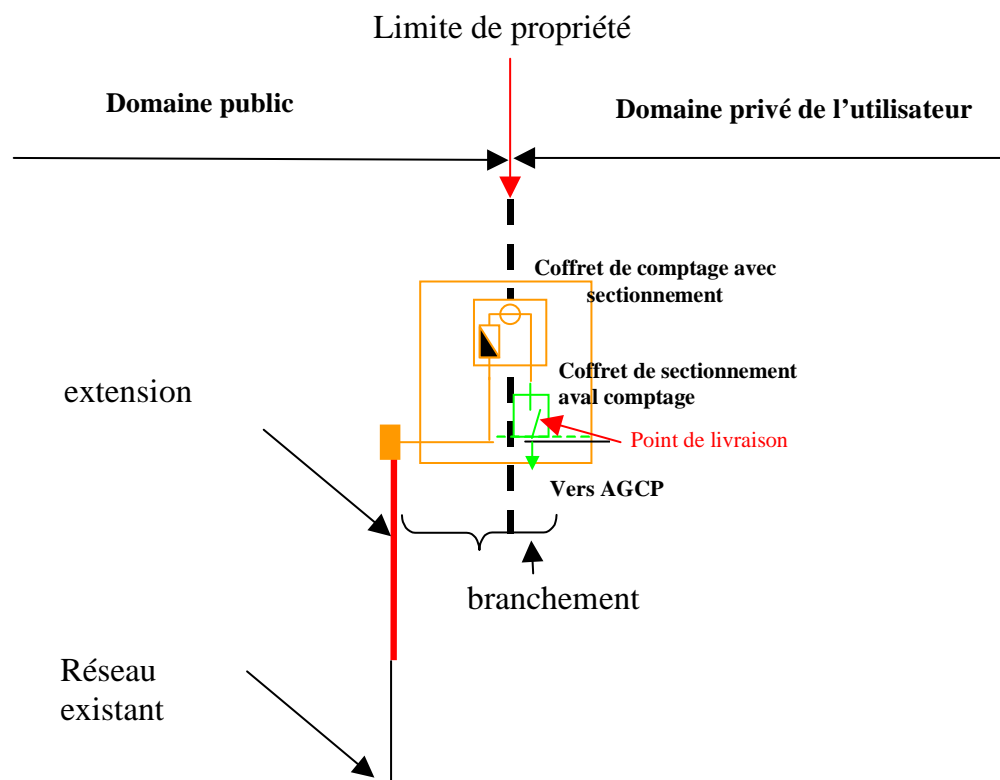 Limite de propriété
Domaine public
Domaine privé de l’utilisateur
Coffret de comptage avec
sectionnement
Coffret de sectionnement
aval comptage
extension
Point de livraison
Vers AGCP
branchement
Réseau
existant